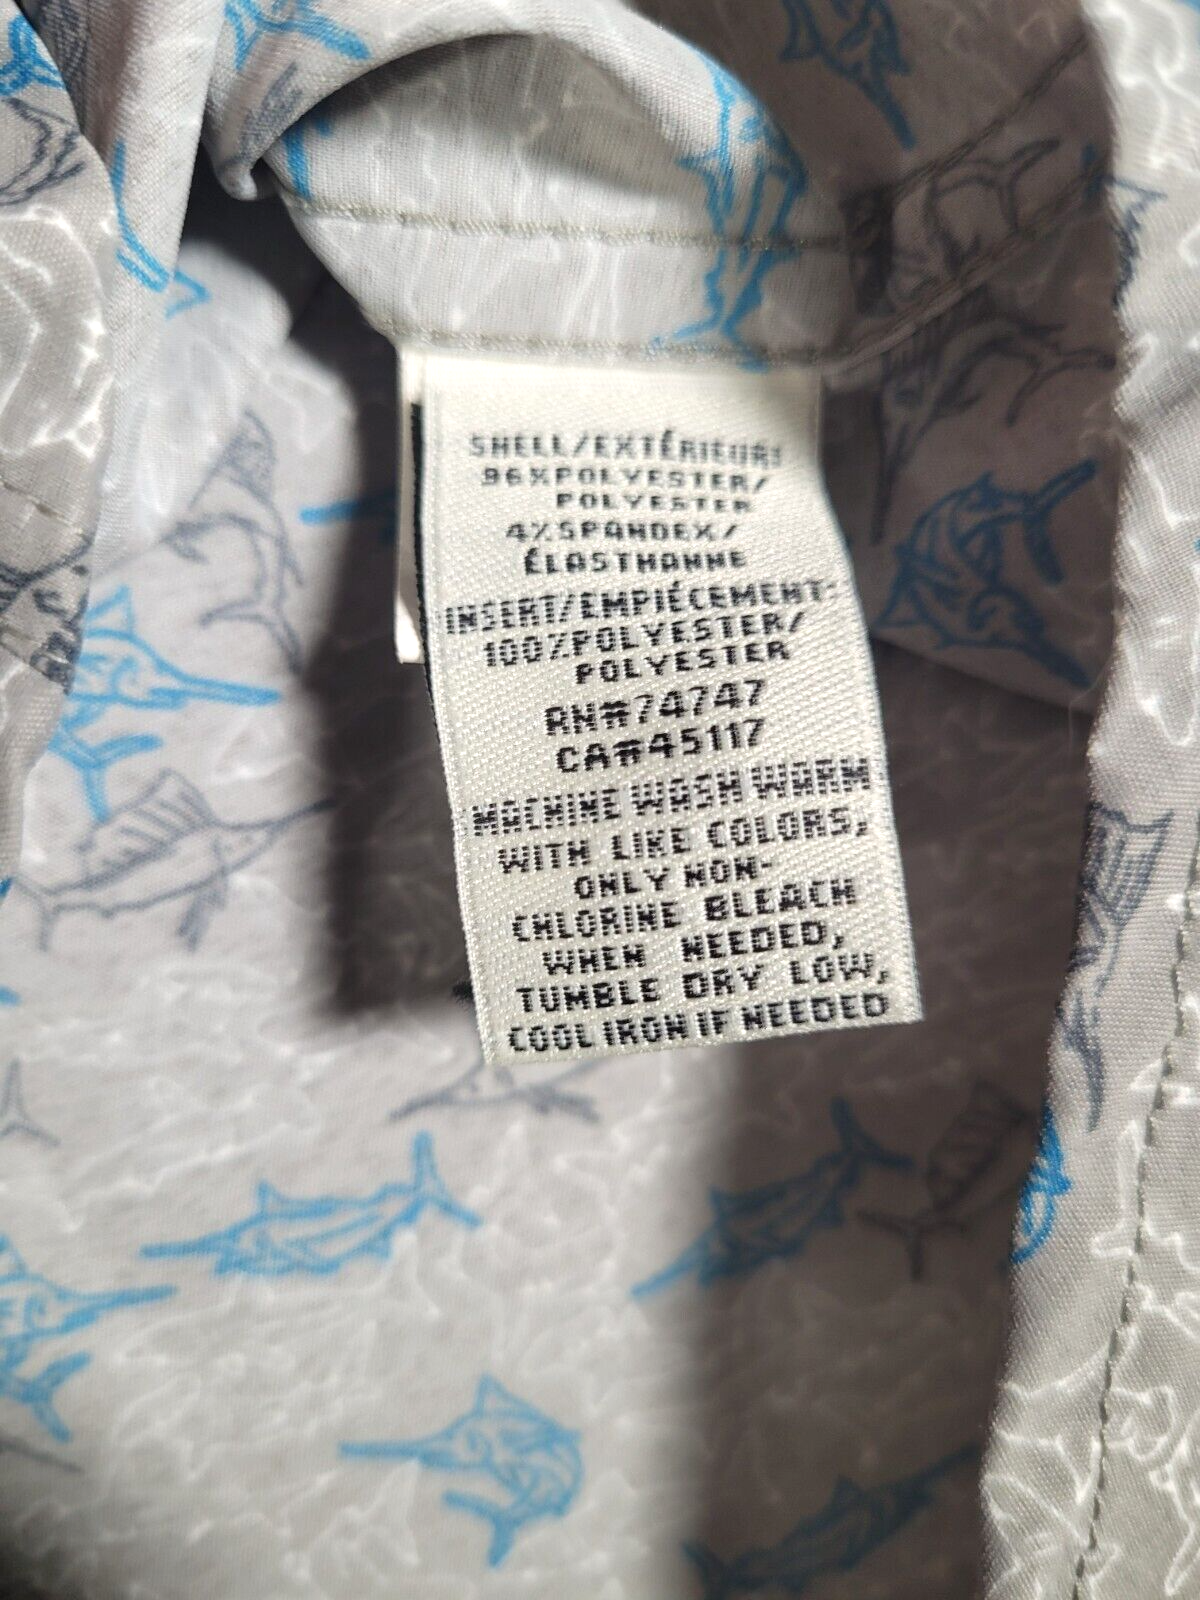 SHELL/EXTÉRIEUR:
96%POLYESTER/
POLYESTER
4%SPANDEX/
ÉLASTHANNE
INSERT/EMPIÉCEMENT:
100%POLYESTER/
POLYESTER
RN#74747
CA#45117
MACHINE WASH WARM
WITH LIKE COLORS,
ONLY NON-
CHLORINE BLEACH
WHEN NEEDED,
TUMBLE DRY LOW,
COOL IRON IF NEEDED